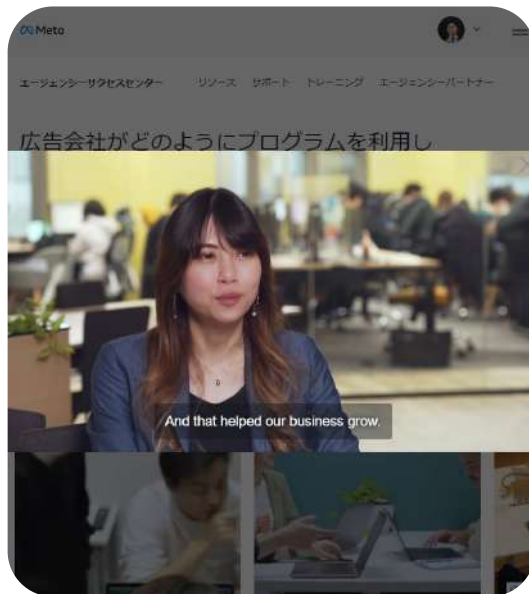 Meta
エージェンシーサクセスセンター リソース サポート トレーニング エージェンシーパートナー
広告会社がどのようにプログラムを利用し
And that helped our business grow.